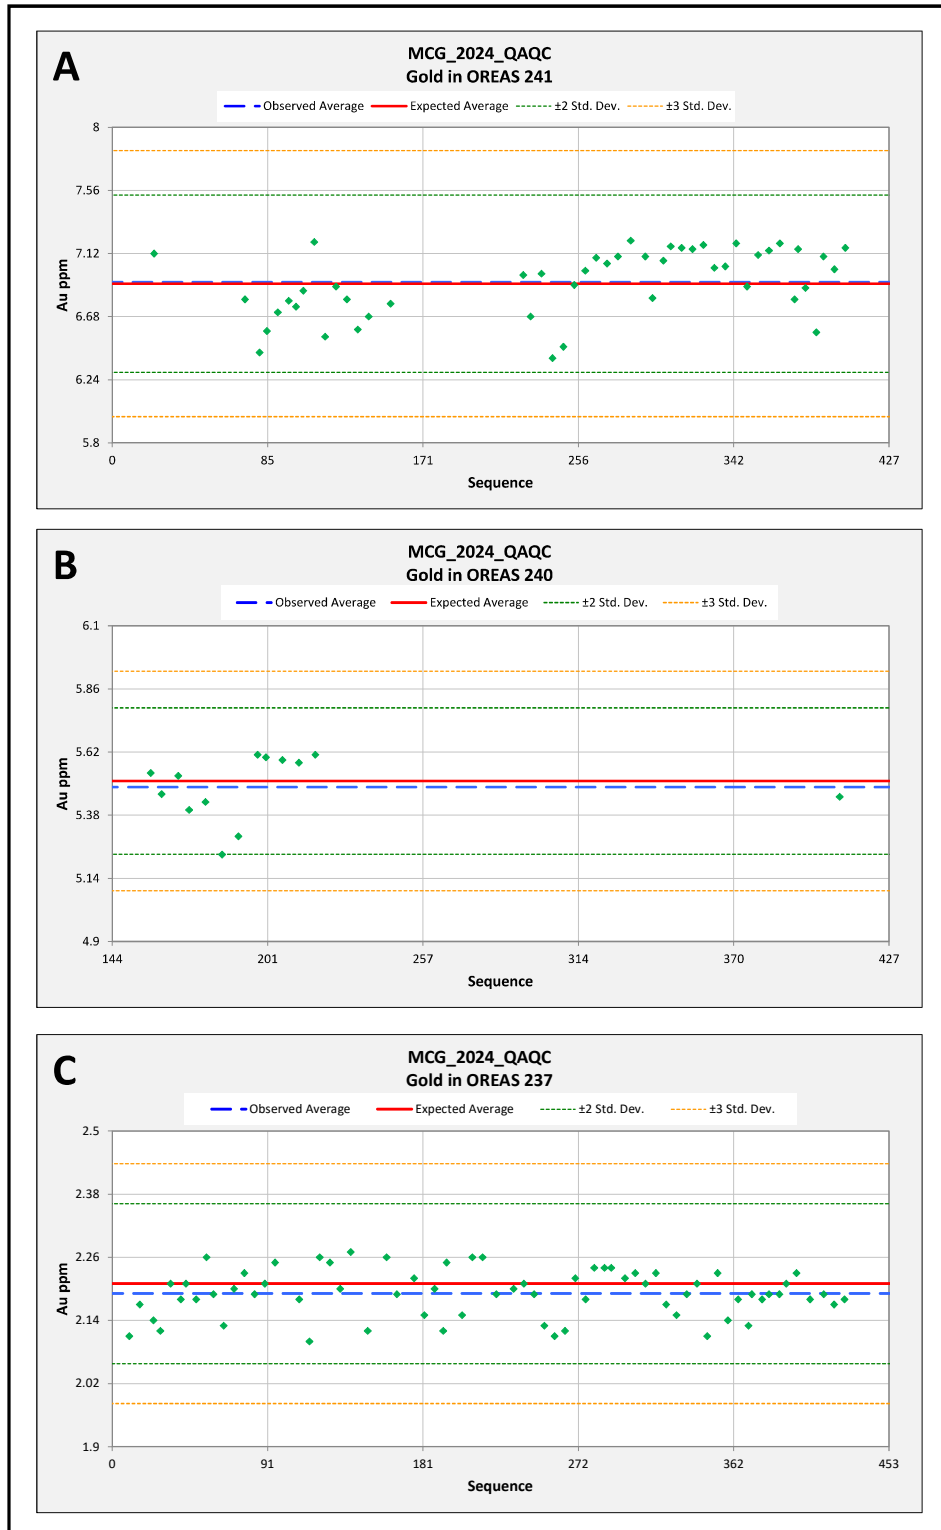 A
MCG_2024_QAQC
Gold in OREAS 241
Observed Average Expected Average ±2 Std. Dev. ±3 Std. Dev.
8
7.56
7.12
6.68
6.24
5.8
Au ppm
0 85 171 256 342 427
Sequence
B
MCG_2024_QAQC
Gold in OREAS 240
Observed Average Expected Average ±2 Std. Dev. ±3 Std. Dev.
6.1
5.86
5.62
5.38
5.14
4.9
Au ppm
144 201 257 314 370 427
Sequence
C
MCG_2024_QAQC
Gold in OREAS 237
Observed Average Expected Average ±2 Std. Dev. ±3 Std. Dev.
2.5
2.38
2.26
2.14
2.02
1.9
Au ppm
0 91 181 272 362 453
Sequence